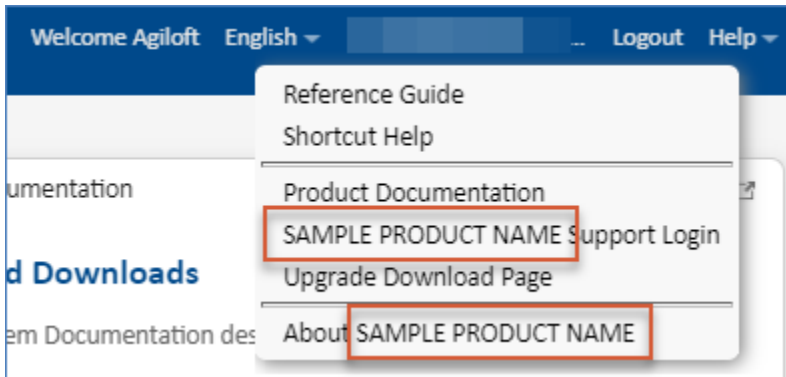 Welcome Agiloft English ... Logout Help
Reference Guide
Shortcut Help
umentation
Product Documentation
SAMPLE PRODUCT NAME Support Login
d Downloads
Upgrade Download Page
em Documentation des
About SAMPLE PRODUCT NAME